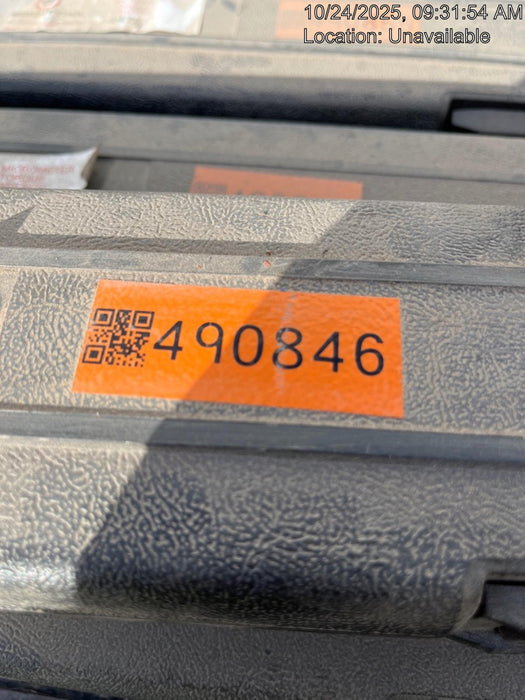 10/24/2025, 09:31:54 AM
Location: Unavailable
490846